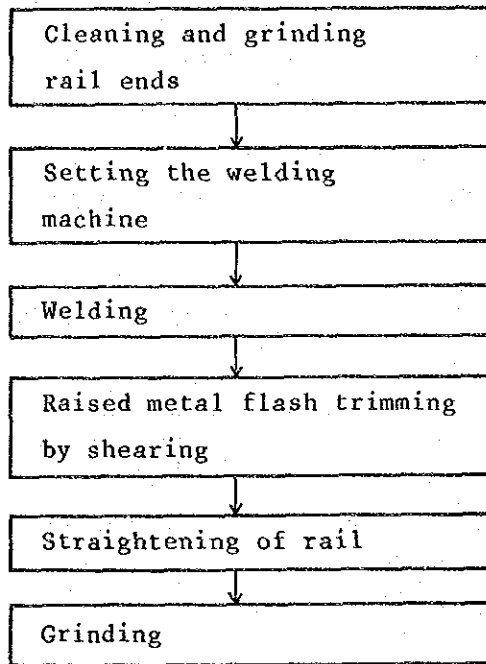 Cleaning and grinding
rail ends
Setting the welding
machine
Welding
Raised metal flash trimming
by shearing
Straightening of rail
Grinding